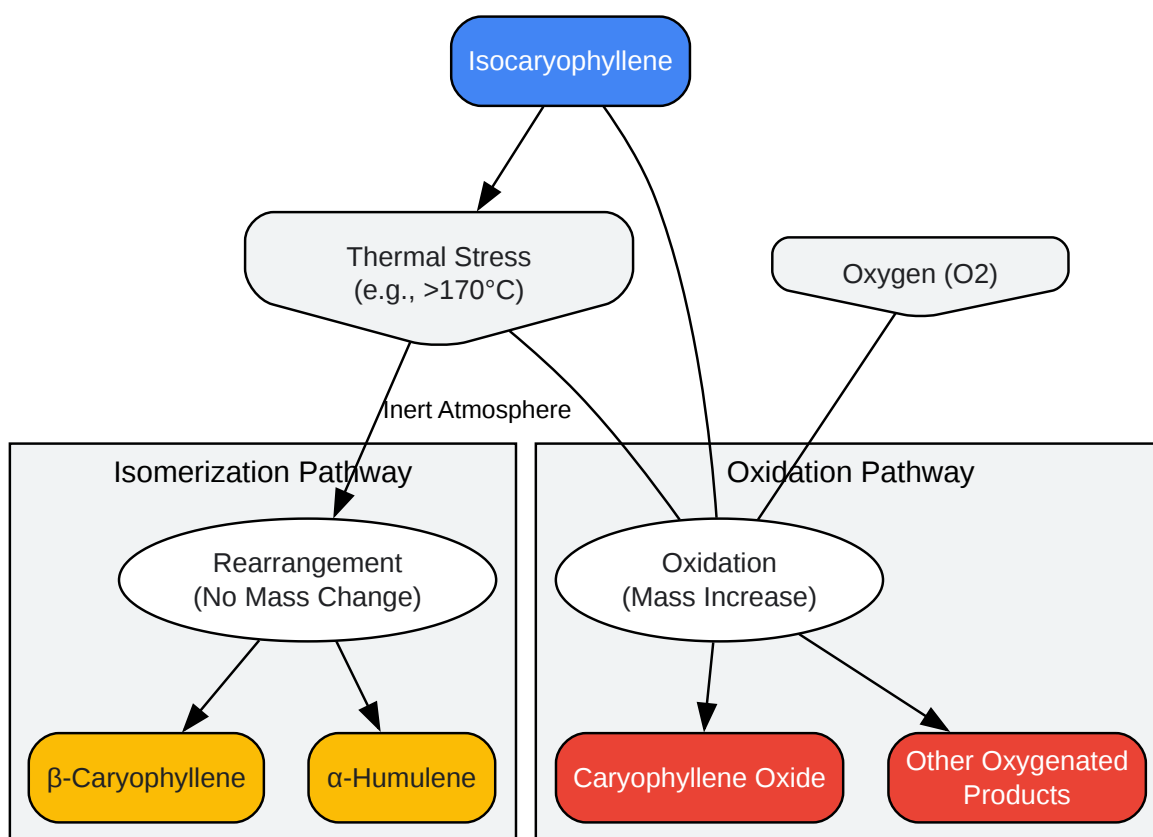 Isocaryophyllene
Thermal Stress
(e.g., >170°C)
Oxygen (O2)
Inert Atmosphere
Isomerization Pathway
Oxidation Pathway
Rearrangement
(No Mass Change)
Oxidation
(Mass Increase)
β-Caryophyllene
α-Humulene
Caryophyllene Oxide
Other Oxygenated
Products